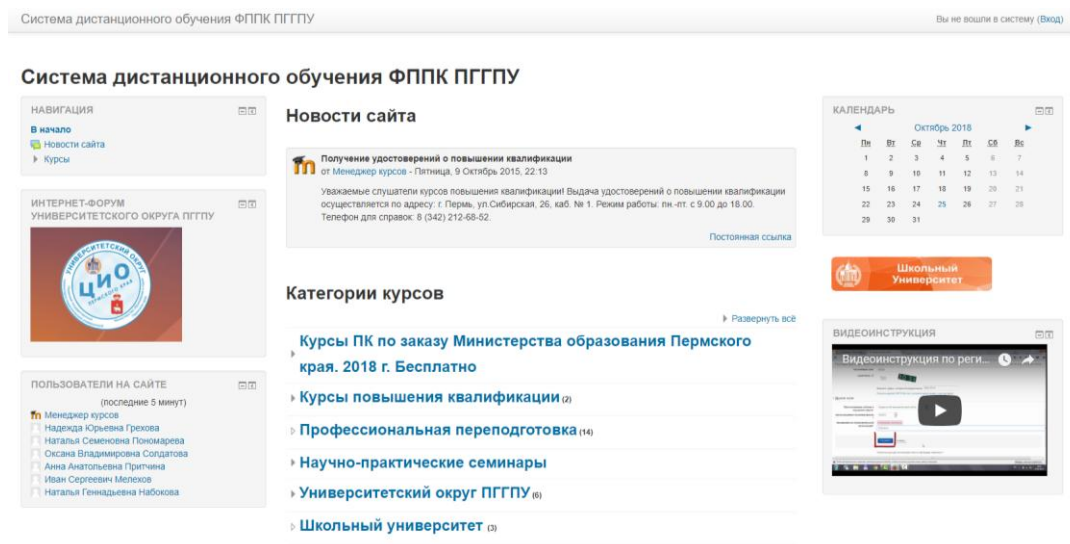 Система дистанционного обучения ФППК ПГГПУ
Вы не вошли в систему (Вход)
Система дистанционного обучения ФППК ПГГПУ
НАВИГАЦИЯ
В начало
Новости сайта
Курсы
ИНТЕРНЕТ-ФОРУМ
УНИВЕРСИТЕТСКОГО ОКРУГА ПГГПУ
УНИВЕРСИТЕТСКИЙ ОКРУГ
ЦИО
ПЕРМСКОГО КРАЯ
ПОЛЬЗОВАТЕЛИ НА САЙТЕ
(последние 5 минут)
Менеджер курсов
Надежда Юрьевна Грехова
Наталья Семеновна Пономарева
Оксана Владимировна Солдатова
Анна Анатольевна Притчина
Иван Сергеевич Мелехов
Наталья Геннадьевна Набокова
Новости сайта
Получение удостоверений о повышении квалификации
от Менеджер курсов - Пятница, 9 Октябрь 2015, 22:13
Уважаемые слушатели курсов повышения квалификации! Выдача удостоверений о повышении квалификации
осуществляется по адресу: г. Пермь, ул.Сибирская, 26, каб. № 1. Режим работы: пн.-пт. с 9.00 до 18.00.
Телефон для справок: 8 (342) 212-68-52.
Постоянная ссылка
Категории курсов
Развернуть всё
Курсы ПК по заказу Министерства образования Пермского
края. 2018 г. Бесплатно
Курсы повышения квалификации (2)
Профессиональная переподготовка (14)
Научно-практические семинары
Университетский округ ПГГПУ (6)
Школьный университет (3)
КАЛЕНДАРЬ
Октябрь 2018
Пн Вт Ср Чт Пт Сб Вс
1 2 3 4 5 6 7
8 9 10 11 12 13 14
15 16 17 18 19 20 21
22 23 24 25 26 27 28
29 30 31
Школьный
Университет
ВИДЕОИНСТРУКЦИЯ
Видеоинструкция по реги...